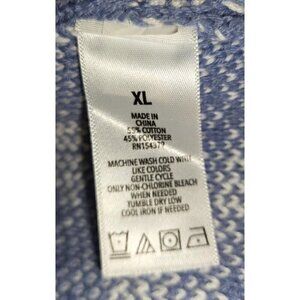 XL
MADE IN
CHINA
55% COTTON
45% POLYESTER
RN154379
MACHINE WASH COLD WITH
LIKE COLORS
GENTLE CYCLE
ONLY NON-CHLORINE BLEACH
WHEN NEEDED
TUMBLE DRY LOW
COOL IRON IF NEEDED